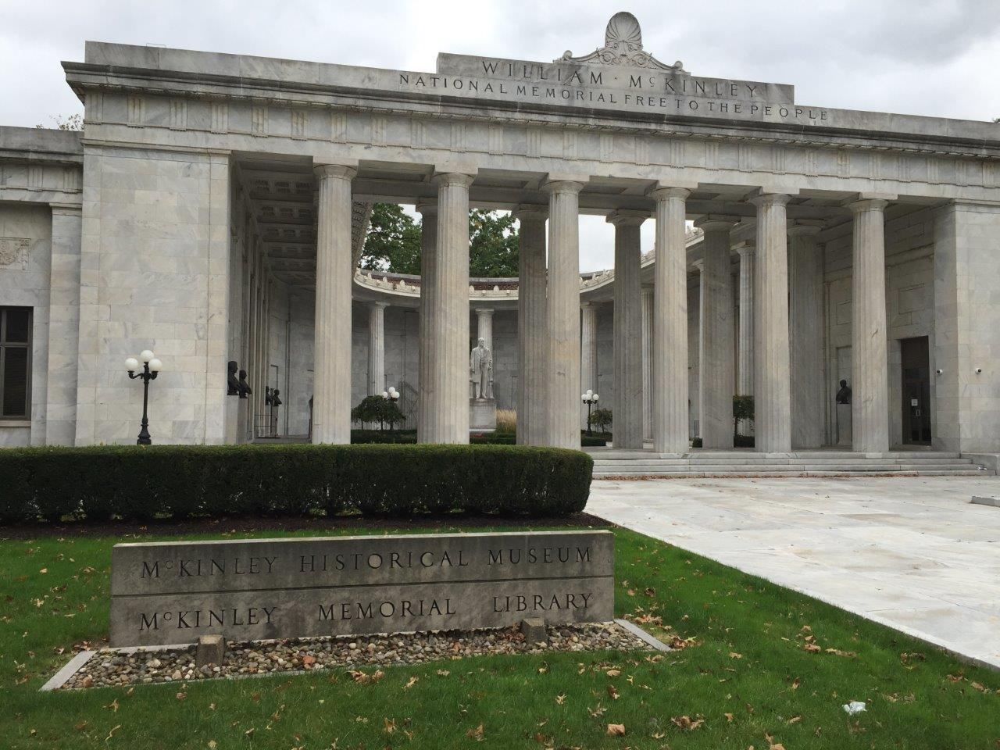 WILLIAM · McKINLEY
NATIONAL MEMORIAL FREE TO THE PEOPLE
McKINLEY HISTORICAL MUSEUM
McKINLEY MEMORIAL LIBRARY